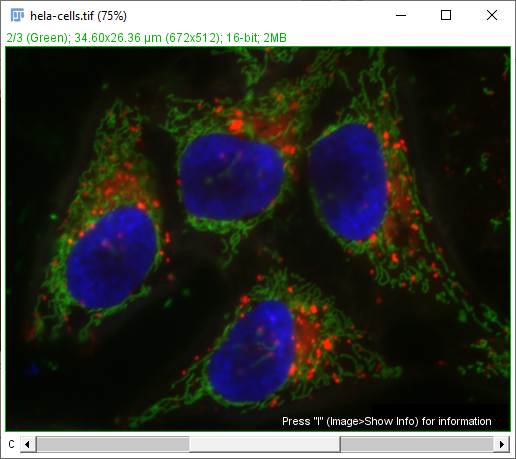 hela-cells.tif (75%)
2/3 (Green); 34.60x26.36 µm (672x512); 16-bit; 2MB
Press "I" (Image>Show Info) for information
C